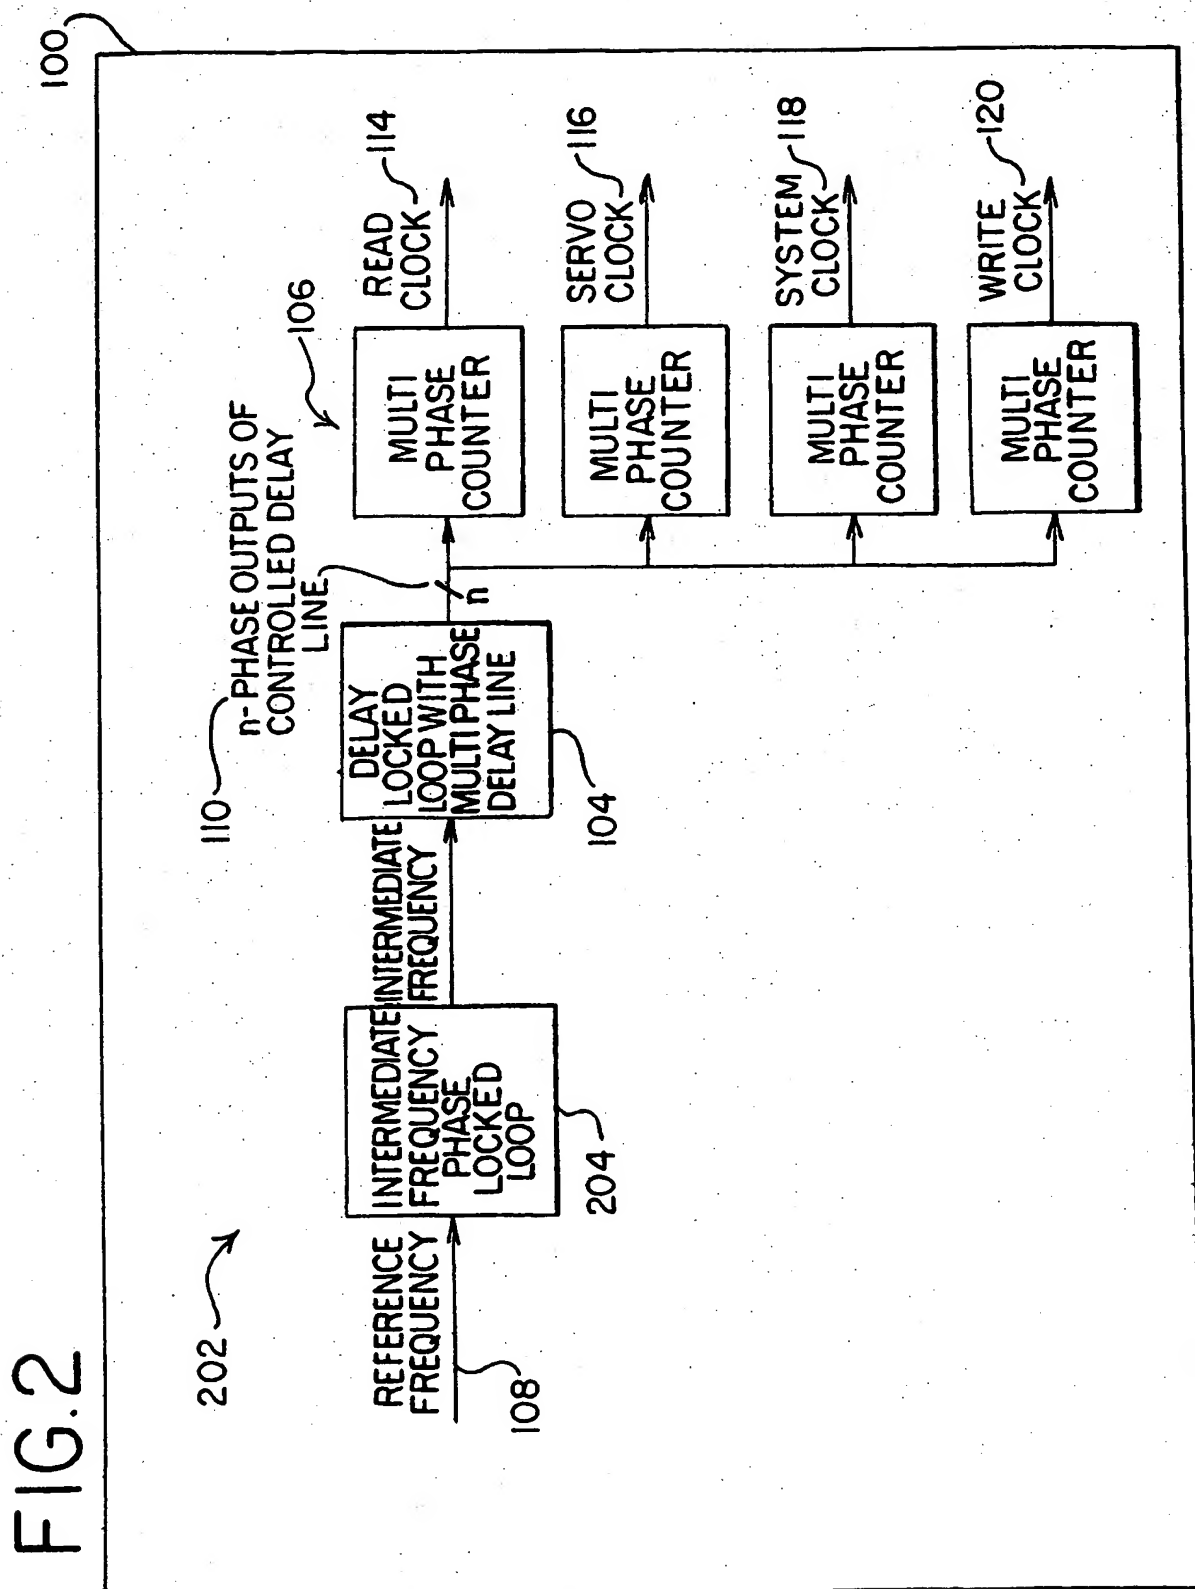 FIG.2
100
202
110
n-PHASE OUTPUTS OF
CONTROLLED DELAY
LINE
106
REFERENCE
FREQUENCY
108
INTERMEDIATE
FREQUENCY
PHASE
LOCKED
LOOP
204
INTERMEDIATE
FREQUENCY
DELAY
LOCKED
LOOP WITH
MULTI PHASE
DELAY LINE
104
n
MULTI
PHASE
COUNTER
READ
CLOCK
114
MULTI
PHASE
COUNTER
SERVO
CLOCK
116
MULTI
PHASE
COUNTER
SYSTEM
CLOCK
118
MULTI
PHASE
COUNTER
WRITE
CLOCK
120